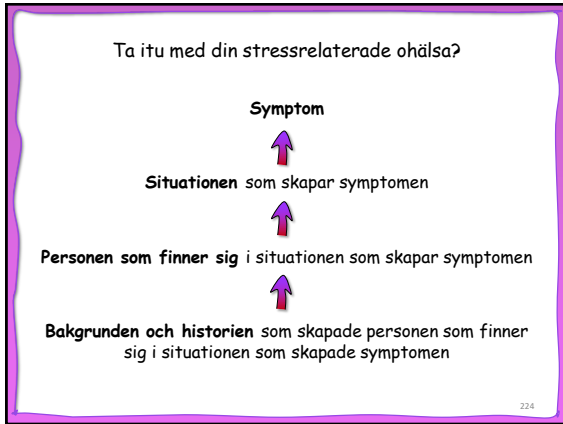 Ta itu med din stressrelaterade ohälsa?
Symptom
Situationen som skapar symptomen
Personen som finner sig i situationen som skapar symptomen
Bakgrunden och historien som skapade personen som finner
sig i situationen som skapade symptomen
224